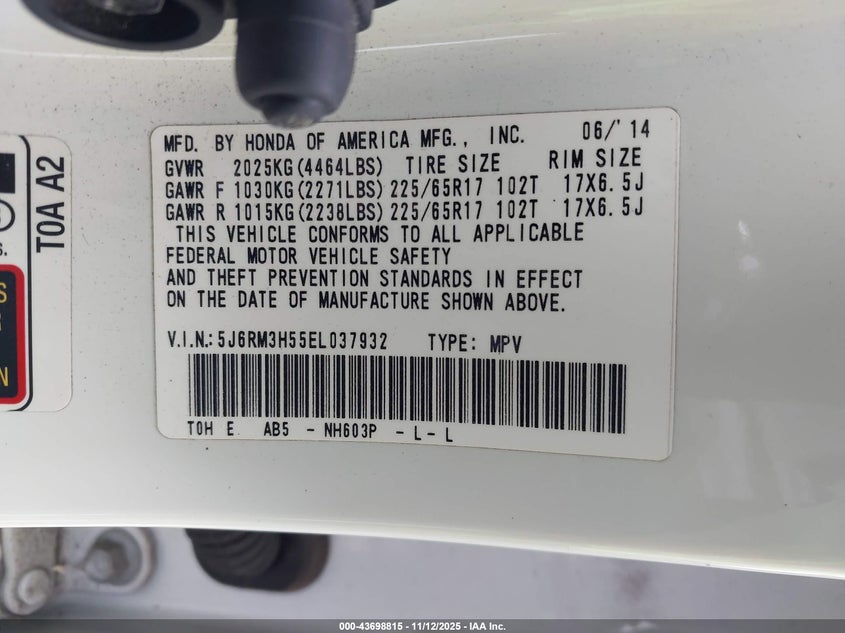 MFD. BY HONDA OF AMERICA MFG., INC. 06/'14
GVWR 2025KG(4464LBS) TIRE SIZE RIM SIZE
GAWR F 1030KG(2271LBS) 225/65R17 102T 17X6.5J
GAWR R 1015KG(2238LBS) 225/65R17 102T 17X6.5J
THIS VEHICLE CONFORMS TO ALL APPLICABLE
FEDERAL MOTOR VEHICLE SAFETY
AND THEFT PREVENTION STANDARDS IN EFFECT
ON THE DATE OF MANUFACTURE SHOWN ABOVE.
V.I.N.: 5J6RM3H55EL037932 TYPE: MPV
T0H E AB5 - NH603P - L- L
T0A A2
000-43698815 - 11/12/2025 - IAA Inc.